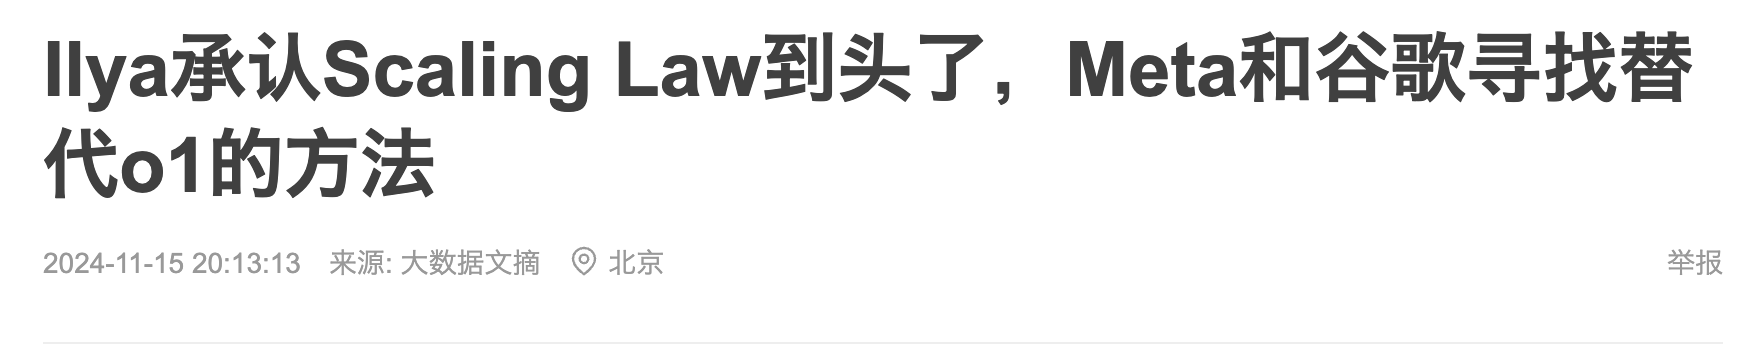 Ilya承认Scaling Law到头了，Meta和谷歌寻找替
代o1的方法
2024-11-15 20:13:13 来源: 大数据文摘 北京 举报